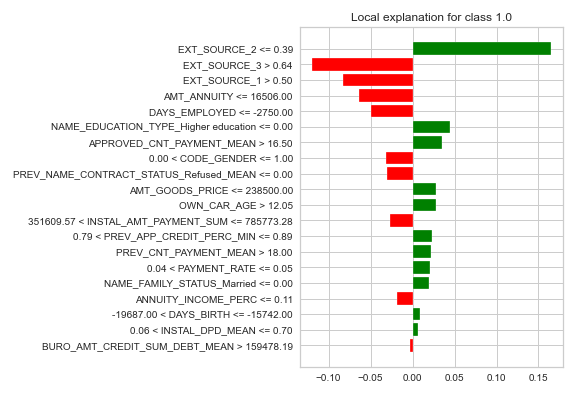 Local explanation for class 1.0
EXT_SOURCE_2 <= 0.39
EXT_SOURCE_3 > 0.64
EXT_SOURCE_1 > 0.50
AMT_ANNUITY <= 16506.00
DAYS_EMPLOYED <= -2750.00
NAME_EDUCATION_TYPE_Higher education <= 0.00
APPROVED_CNT_PAYMENT_MEAN > 16.50
0.00 < CODE_GENDER <= 1.00
PREV_NAME_CONTRACT_STATUS_Refused_MEAN <= 0.00
AMT_GOODS_PRICE <= 238500.00
OWN_CAR_AGE > 12.05
351609.57 < INSTAL_AMT_PAYMENT_SUM <= 785773.28
0.79 < PREV_APP_CREDIT_PERC_MIN <= 0.89
PREV_CNT_PAYMENT_MEAN > 18.00
0.04 < PAYMENT_RATE <= 0.05
NAME_FAMILY_STATUS_Married <= 0.00
ANNUITY_INCOME_PERC <= 0.11
-19687.00 < DAYS_BIRTH <= -15742.00
0.06 < INSTAL_DPD_MEAN <= 0.70
BURO_AMT_CREDIT_SUM_DEBT_MEAN > 159478.19
−0.10 −0.05 0.00 0.05 0.10 0.15